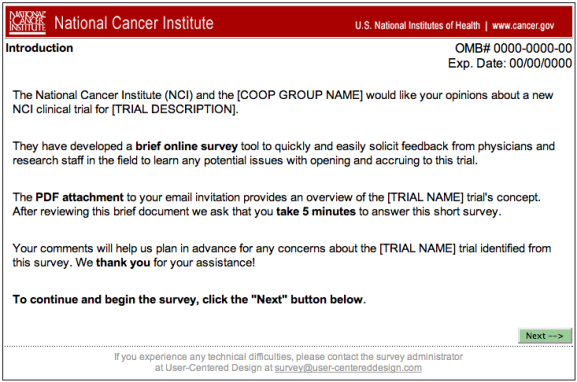 NATIONAL
CANCER
INSTITUTE
National Cancer Institute
U.S. National Institutes of Health | www.cancer.gov
Introduction
OMB# 0000-0000-00
Exp. Date: 00/00/0000
The National Cancer Institute (NCI) and the [COOP GROUP NAME] would like your opinions about a new
NCI clinical trial for [TRIAL DESCRIPTION].
They have developed a brief online survey tool to quickly and easily solicit feedback from physicians and
research staff in the field to learn any potential issues with opening and accruing to this trial.
The PDF attachment to your email invitation provides an overview of the [TRIAL NAME] trial's concept.
After reviewing this brief document we ask that you take 5 minutes to answer this short survey.
Your comments will help us plan in advance for any concerns about the [TRIAL NAME] trial identified from
this survey. We thank you for your assistance!
To continue and begin the survey, click the "Next" button below.
Next -->
If you experience any technical difficulties, please contact the survey administrator
at User-Centered Design at survey@user-centereddesign.com